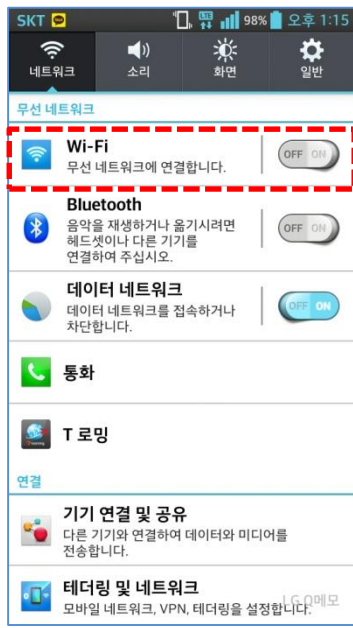 SKT LTE 98% 오후 1:15
네트워크 소리 화면 일반
무선 네트워크
Wi-Fi
무선 네트워크에 연결합니다.
OFF ON
Bluetooth
음악을 재생하거나 옮기시려면
헤드셋이나 다른 기기를
연결하여 주십시오.
OFF ON
데이터 네트워크
데이터 네트워크를 접속하거나
차단합니다.
OFF ON
통화
T 로밍
연결
기기 연결 및 공유
다른 기기와 연결하여 데이터와 미디어를
전송합니다.
테더링 및 네트워크
모바일 네트워크, VPN, 테더링을 설정합니다.
LG Q메모